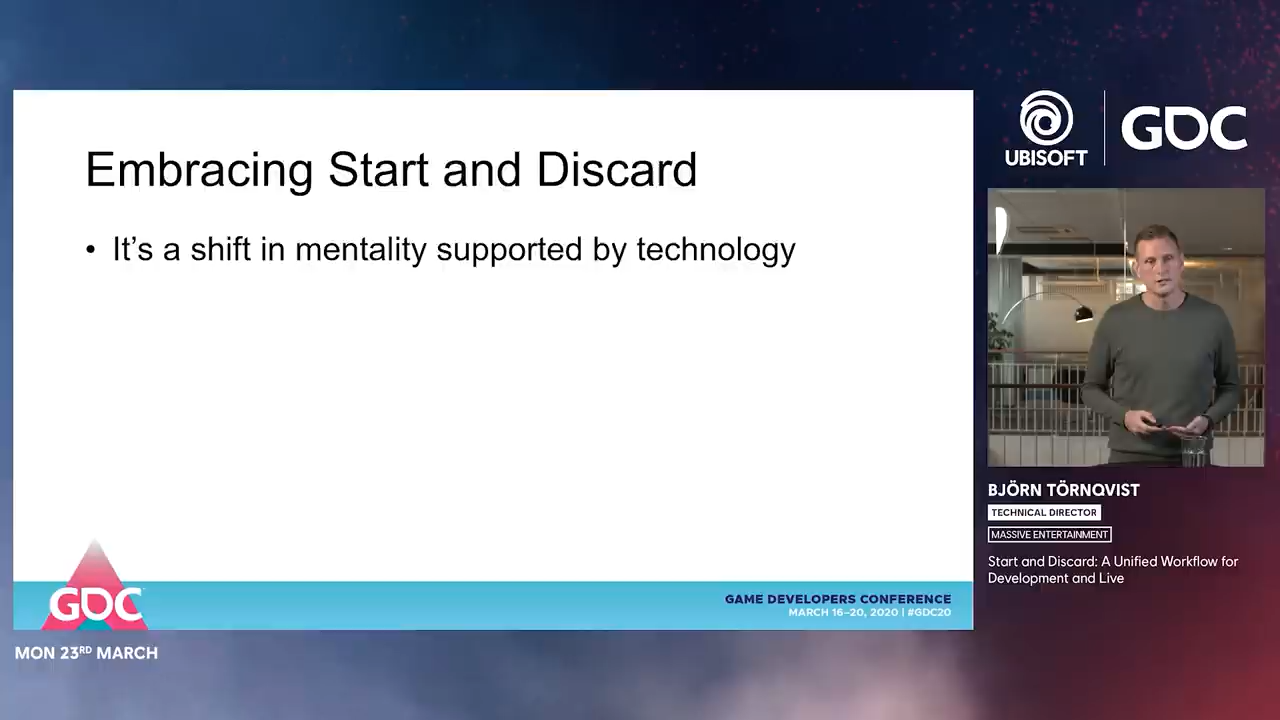 Embracing Start and Discard
• It’s a shift in mentality supported by technology
GDC
GAME DEVELOPERS CONFERENCE
MARCH 16–20, 2020 | #GDC20
MON 23RD MARCH
UBISOFT
GDC
BJÖRN TÖRNQVIST
TECHNICAL DIRECTOR
MASSIVE ENTERTAINMENT
Start and Discard: A Unified Workflow for
Development and Live